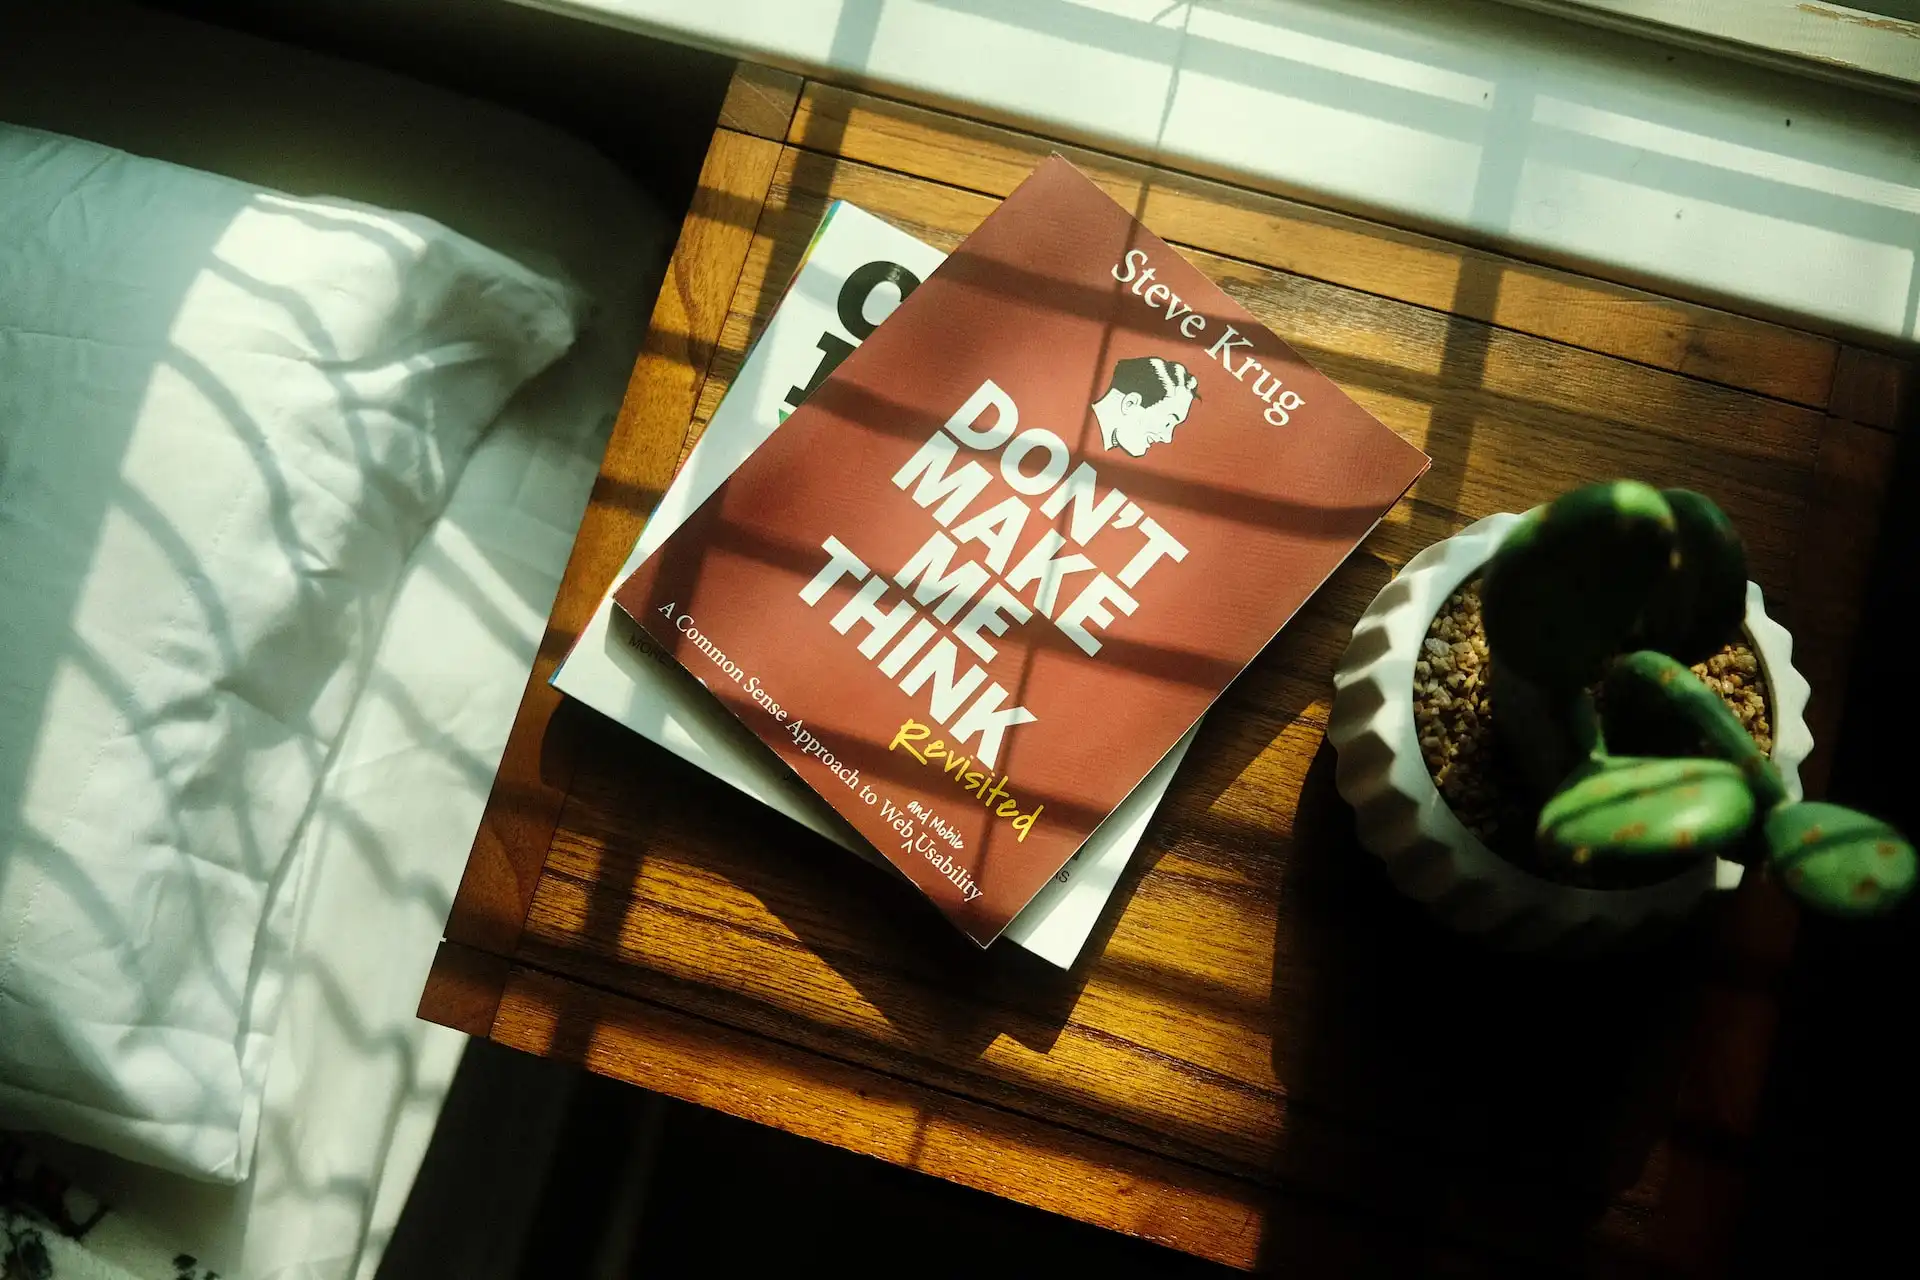 Steve Krug
DON'T
MAKE
ME
THINK
Revisited
and Mobile
A Common Sense Approach to Web Usability